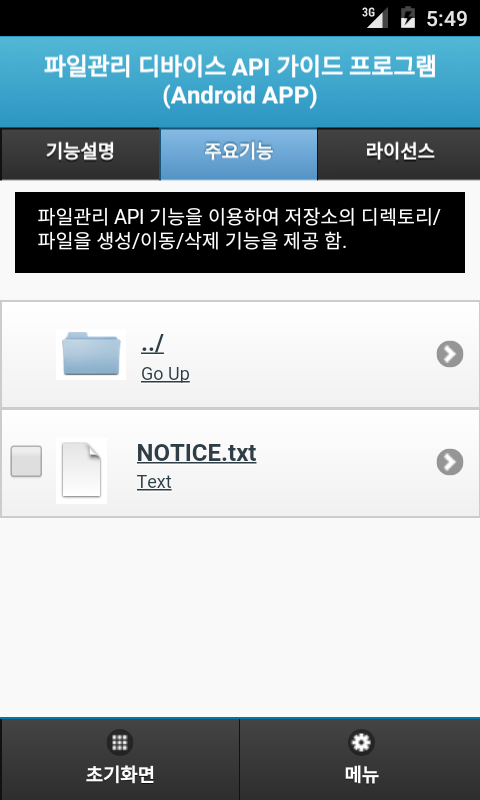 3G 5:49
파일관리 디바이스 API 가이드 프로그램
(Android APP)
기능설명 주요기능 라이선스
파일관리 API 기능을 이용하여 저장소의 디렉토리/
파일을 생성/이동/삭제 기능을 제공 함.
../
Go Up
NOTICE.txt
Text
초기화면 메뉴